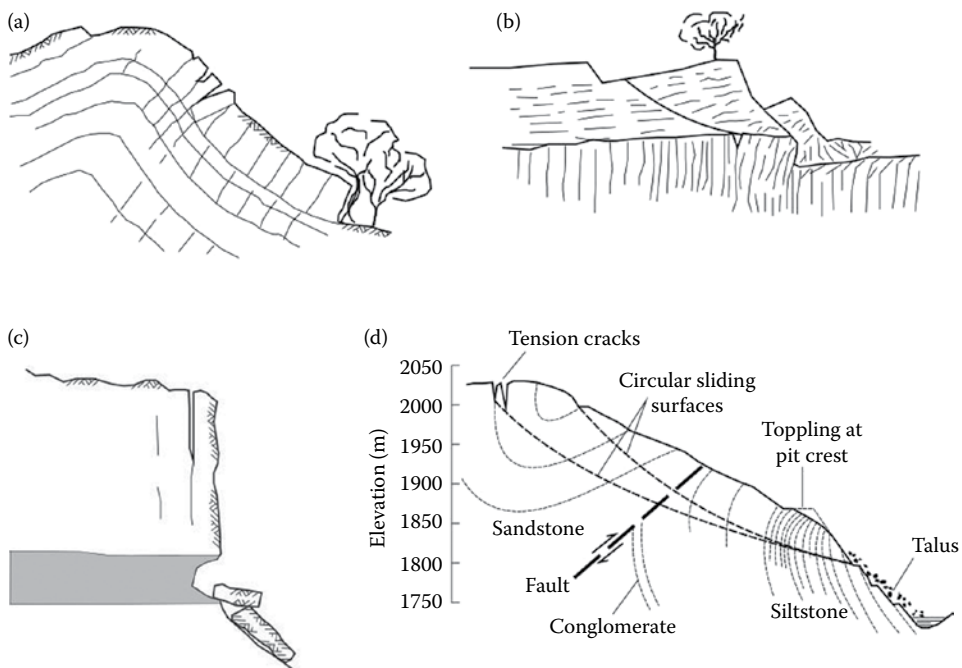 (a)
(b)
(c)
(d)
Tension cracks
2050
2000
1950
1900
1850
1800
1750
Elevation (m)
Circular sliding
surfaces
Toppling at
pit crest
Sandstone
Fault
Conglomerate
Siltstone
Talus